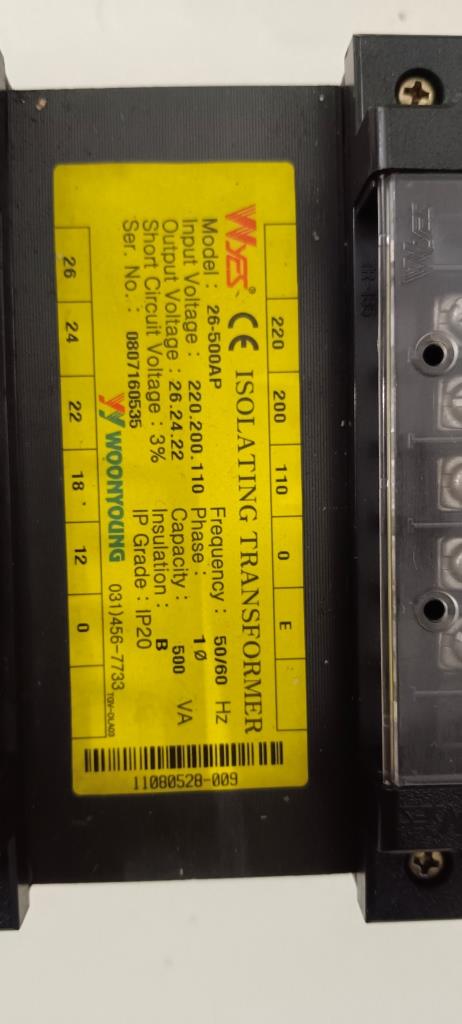 220 200 110 0 E
WYES® CE ISOLATING TRANSFORMER
Model : 26-500AP Frequency : 50/60 Hz
Input Voltage : 220.200.110 Phase : 1Ø
Output Voltage : 26.24.22 Capacity : 500 VA
Short Circuit Voltage : 3% Insulation : B
Ser. No. : 0807160535 IP Grade : IP20
WOONYOUNG 031)456-7733
26 24 22 18 12 0
11080528-009